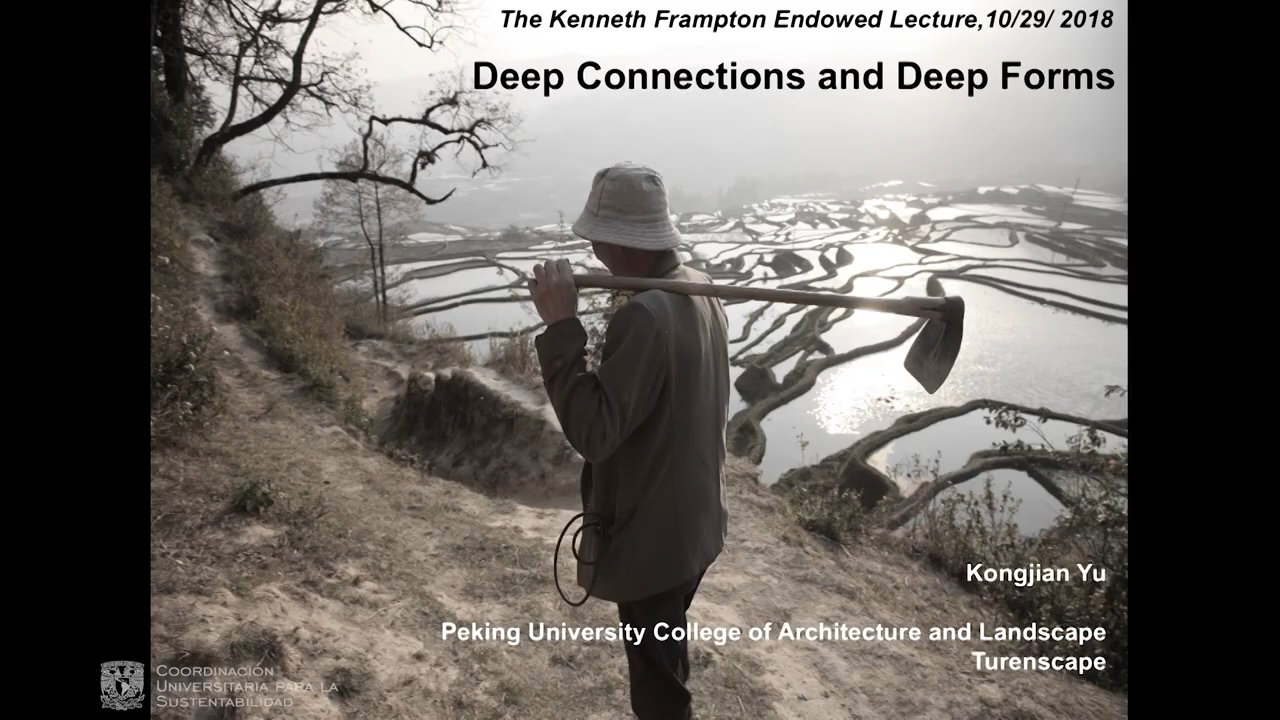 The Kenneth Frampton Endowed Lecture,10/29/ 2018
Deep Connections and Deep Forms
Kongjian Yu
Peking University College of Architecture and Landscape
Turenscape
COORDINACIÓN
UNIVERSITARIA PARA LA
SUSTENTABILIDAD